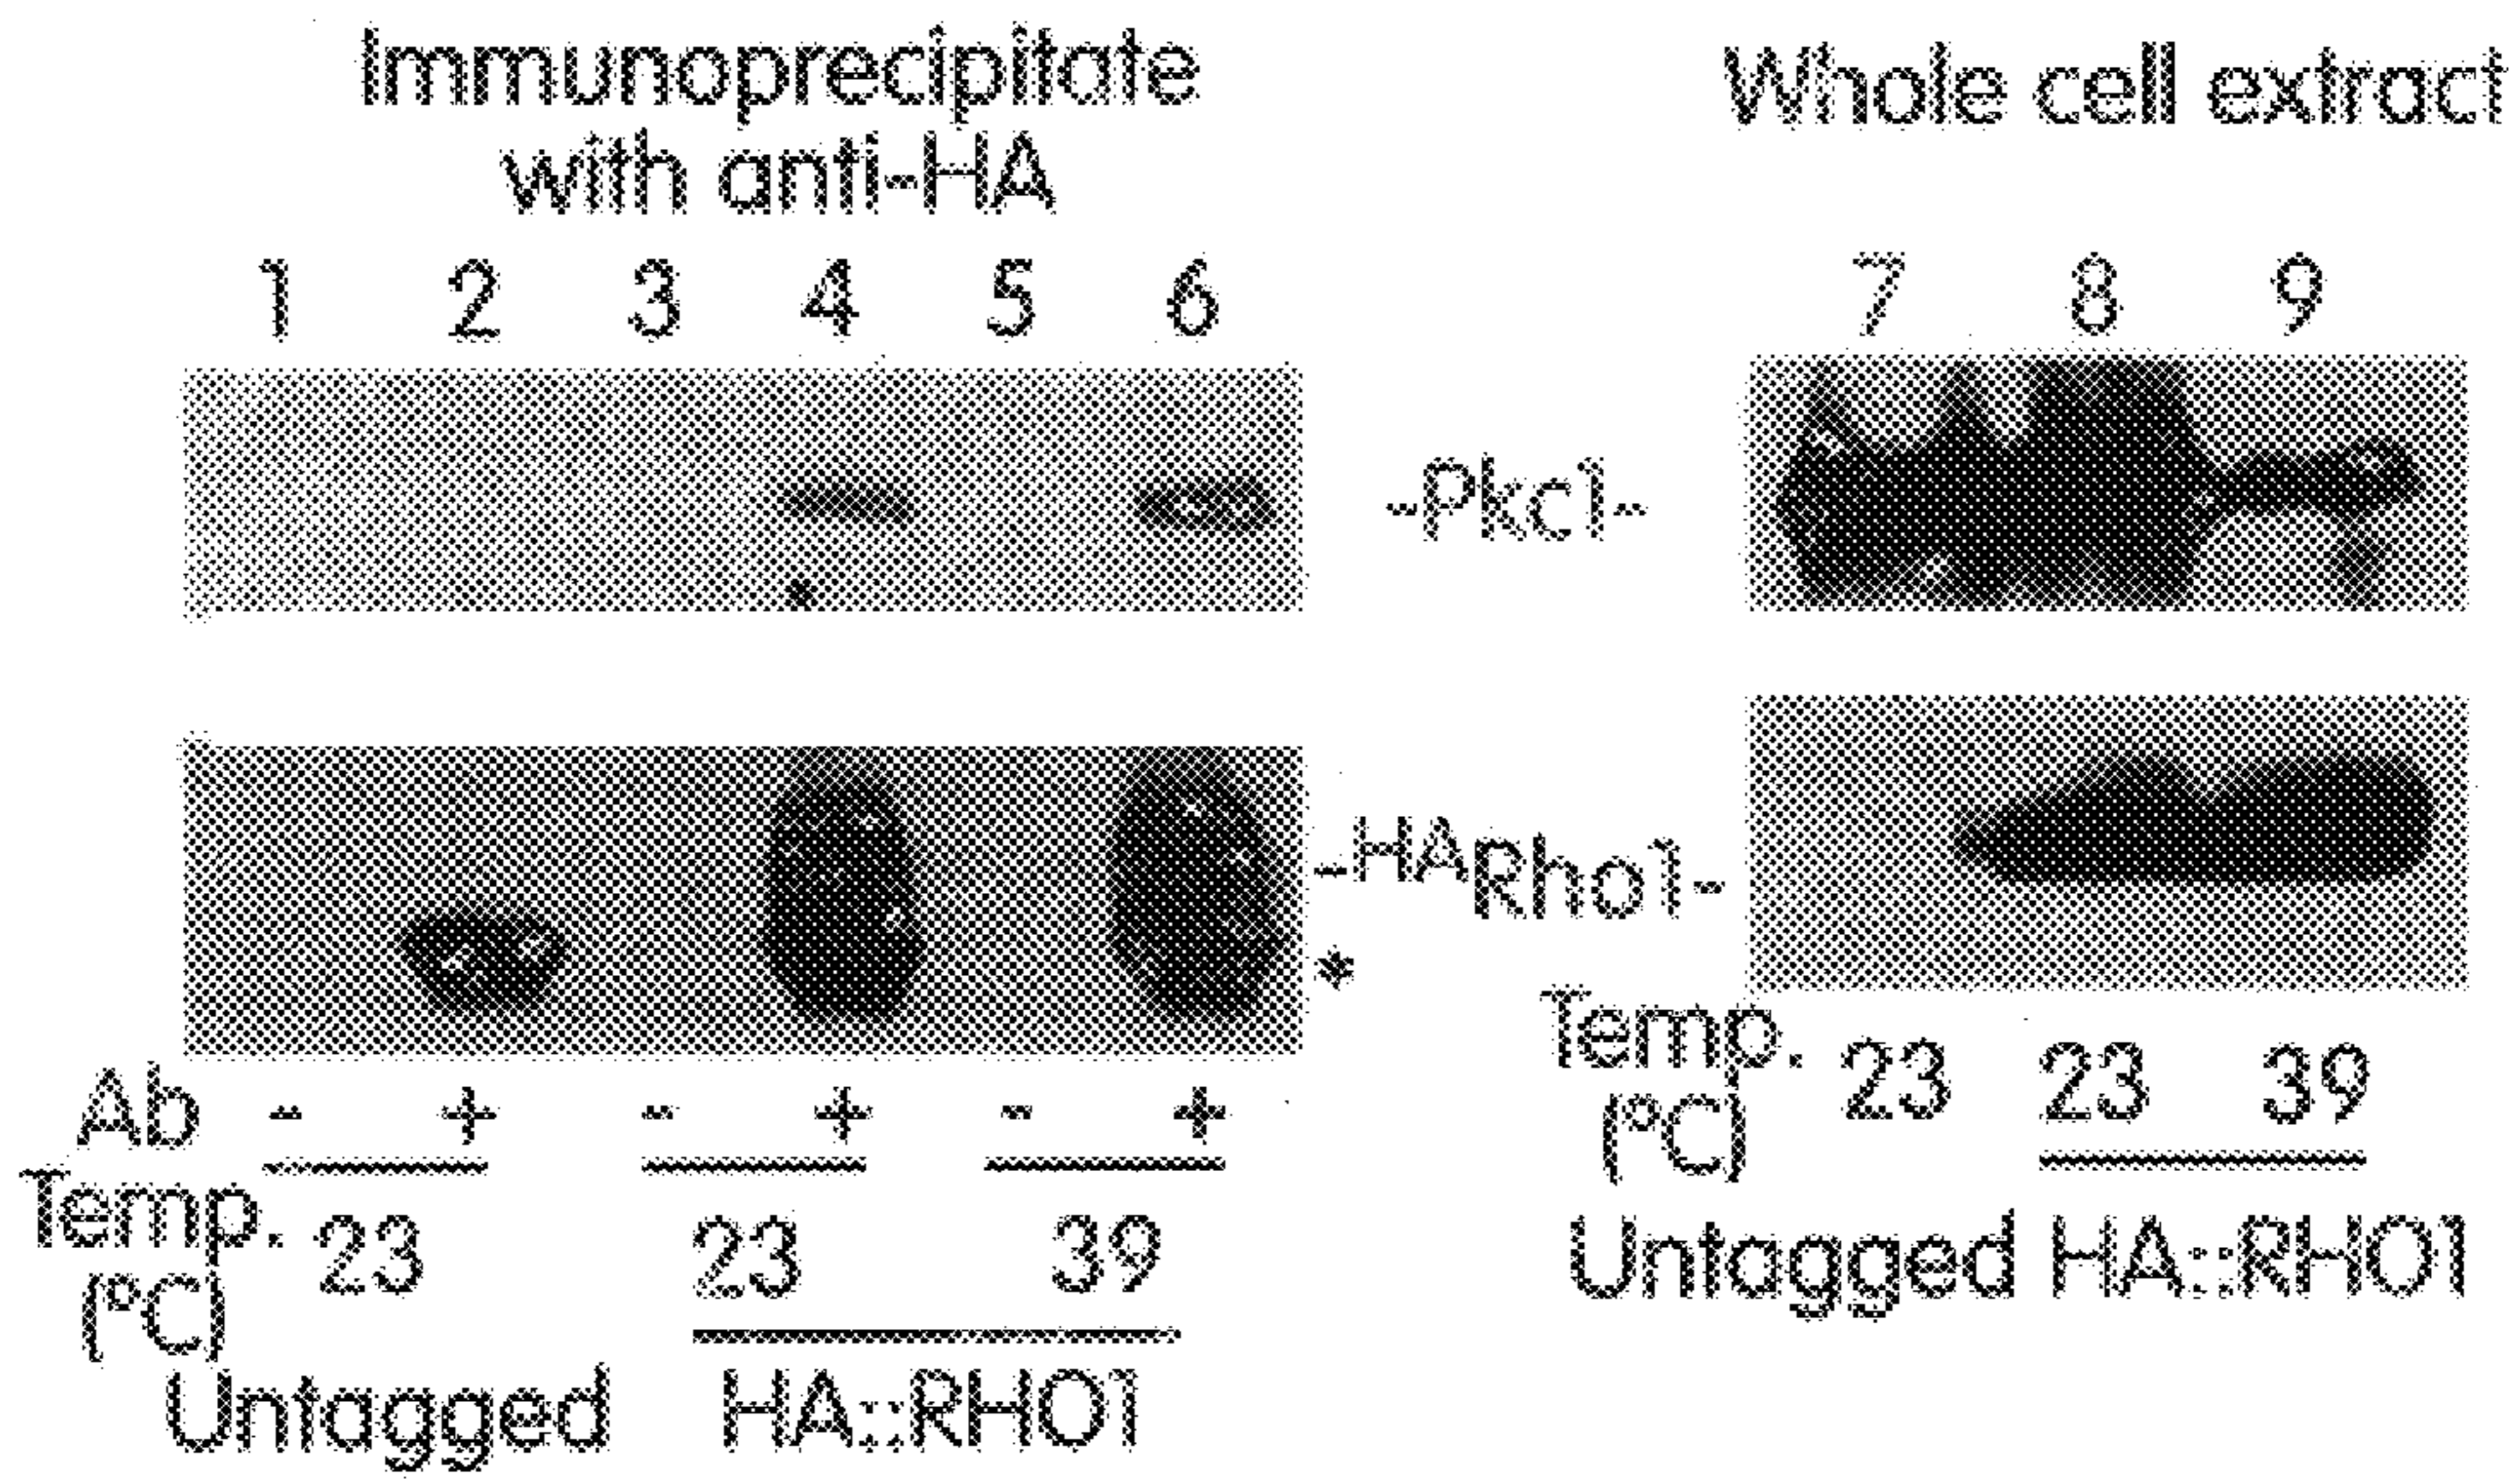 Immunoprecipitate
with anti-HA
Whole cell extract
1 2 3 4 5 6
7 8 9
-Pkc1-
*
-HARho1-
*
Ab - + - + - +
Temp.
(°C)
23 23 39
Untagged HA::RHO1
Temp.
(°C)
23 23 39
Untagged HA::RHO1